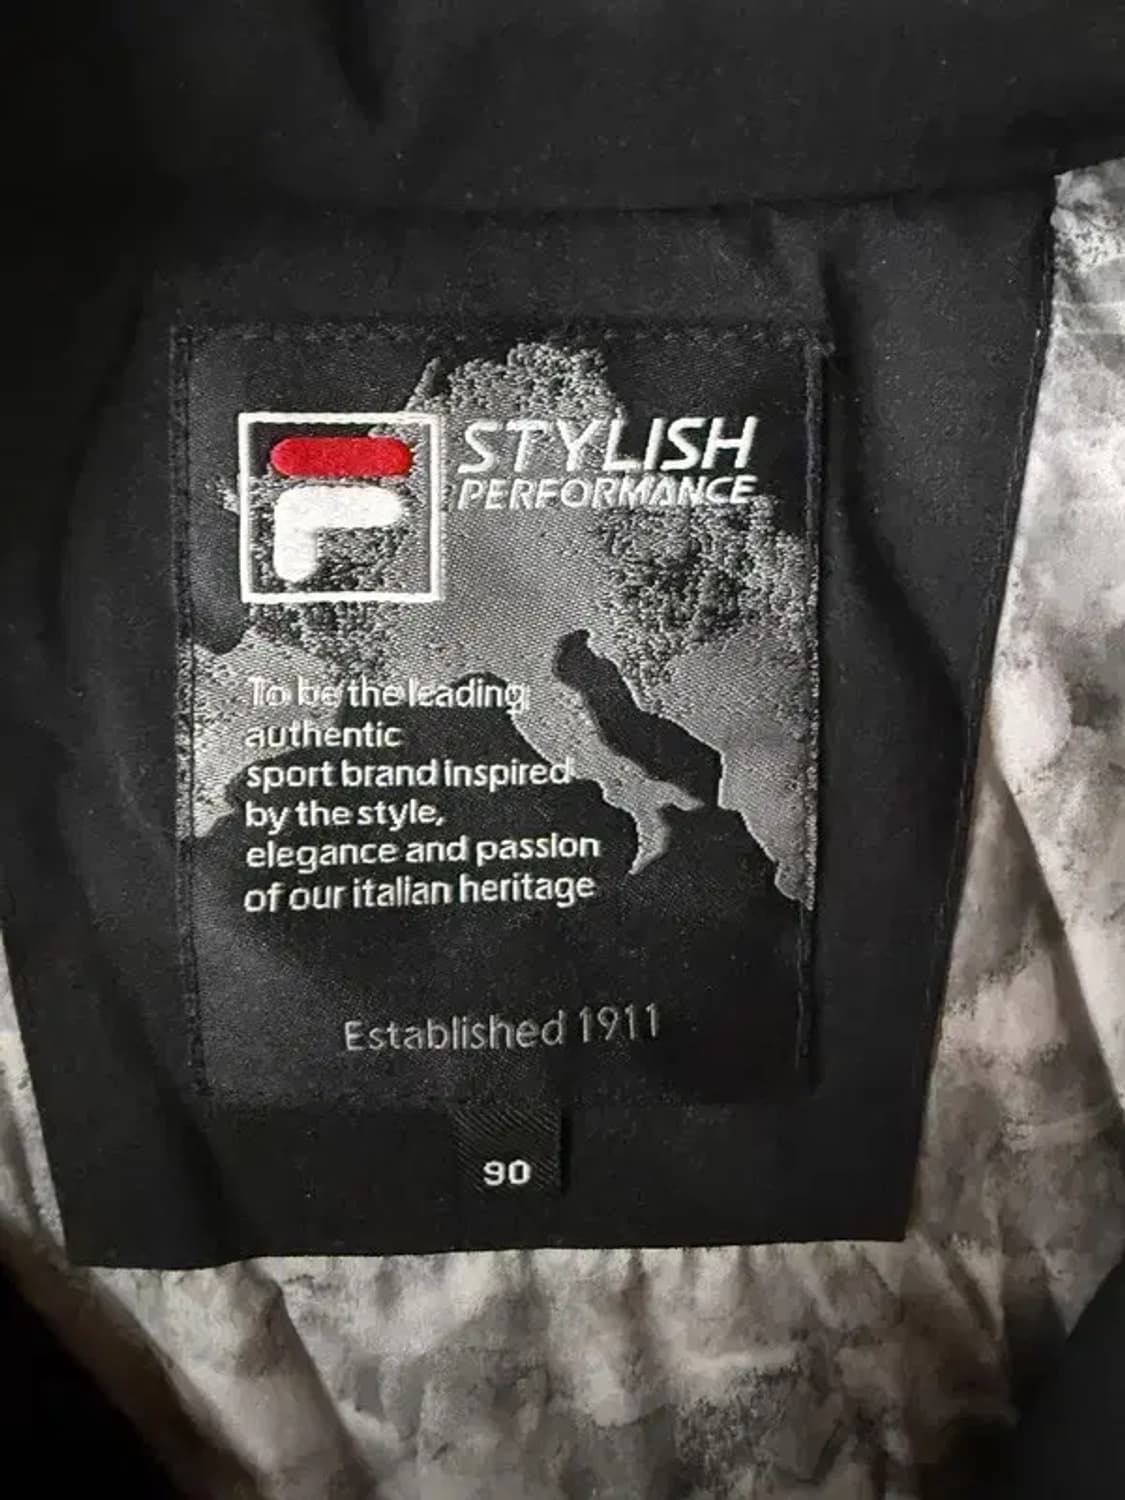 STYLISH
PERFORMANCE
To be the leading
authentic
sport brand inspired
by the style,
elegance and passion
of our italian heritage
Established 1911
90